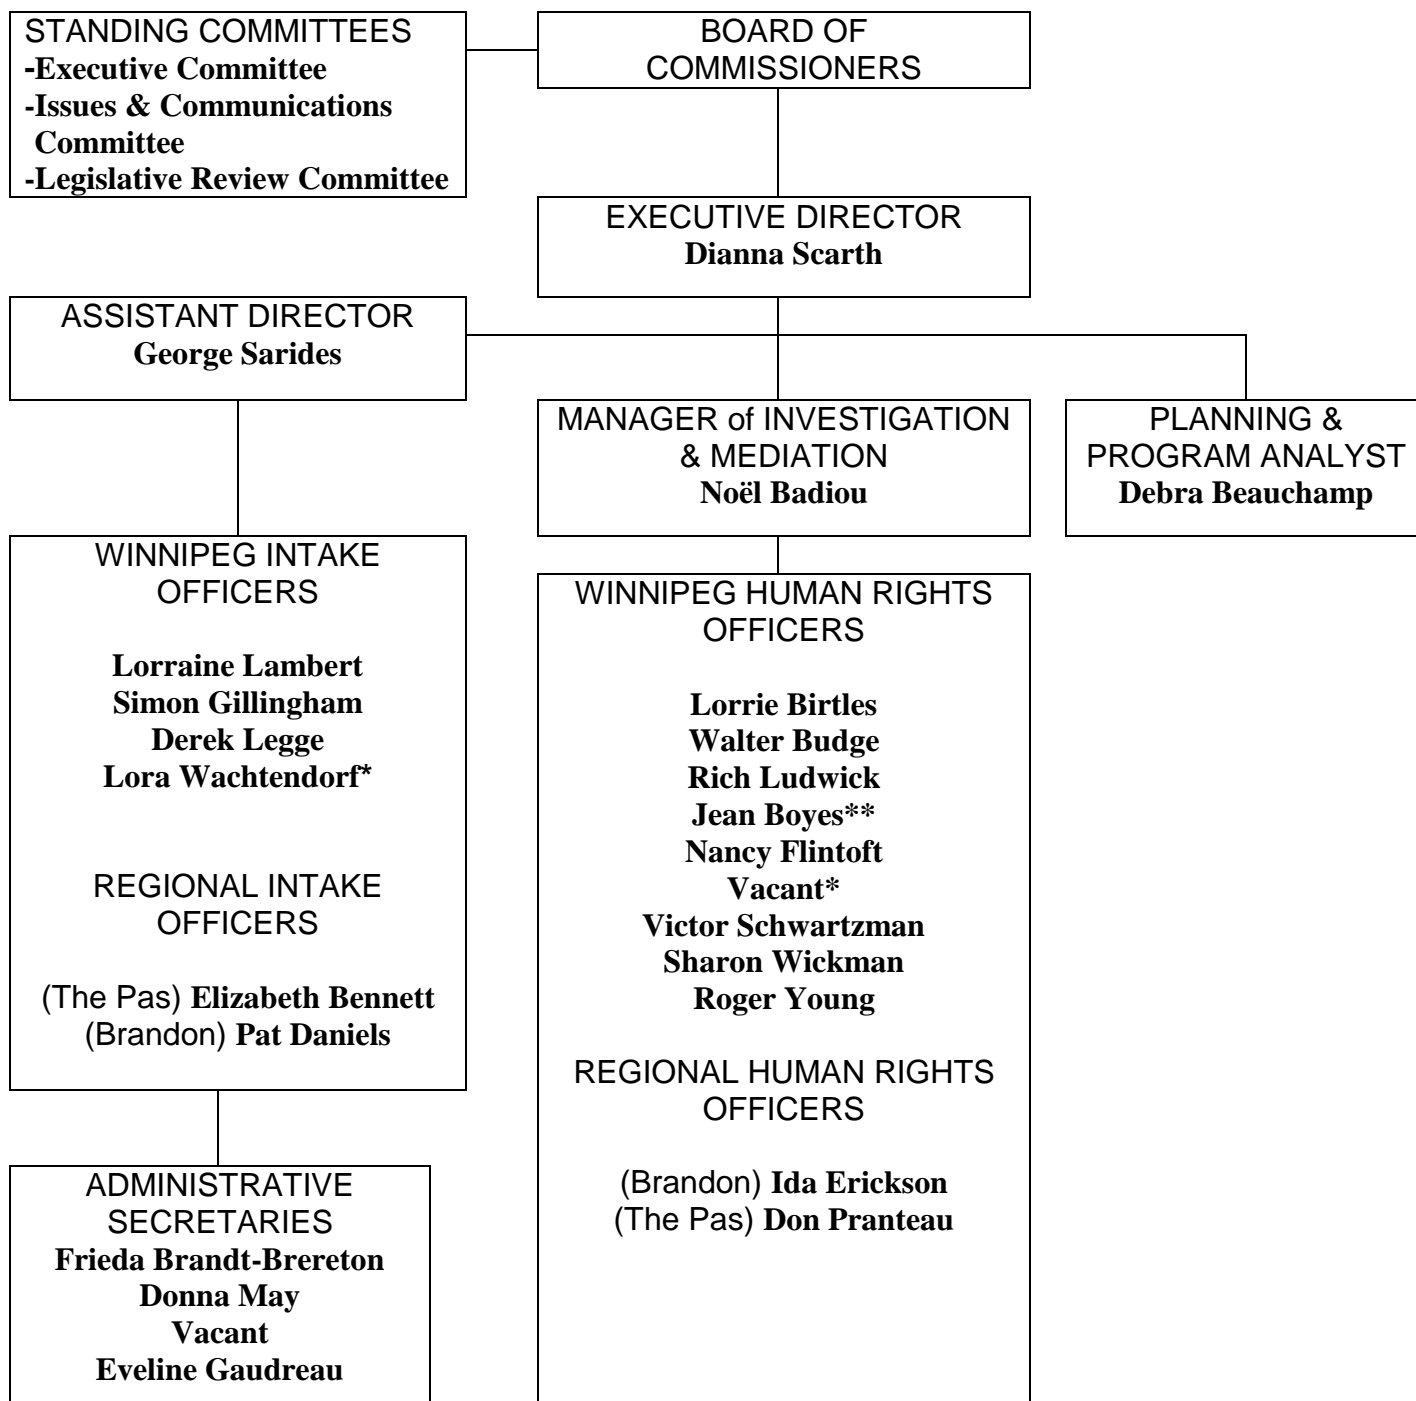 STANDING COMMITTEES
-Executive Committee
-Issues & Communications
Committee
-Legislative Review Committee
BOARD OF
COMMISSIONERS
EXECUTIVE DIRECTOR
Dianna Scarth
ASSISTANT DIRECTOR
George Sarides
MANAGER of INVESTIGATION
& MEDIATION
Noël Badiou
PLANNING &
PROGRAM ANALYST
Debra Beauchamp
WINNIPEG INTAKE
OFFICERS
Lorraine Lambert
Simon Gillingham
Derek Legge
Lora Wachtendorf*
REGIONAL INTAKE
OFFICERS
(The Pas) Elizabeth Bennett
(Brandon) Pat Daniels
WINNIPEG HUMAN RIGHTS
OFFICERS
Lorrie Birtles
Walter Budge
Rich Ludwick
Jean Boyes**
Nancy Flintoft
Vacant*
Victor Schwartzman
Sharon Wickman
Roger Young
REGIONAL HUMAN RIGHTS
OFFICERS
(Brandon) Ida Erickson
(The Pas) Don Pranteau
ADMINISTRATIVE
SECRETARIES
Frieda Brandt-Brereton
Donna May
Vacant
Eveline Gaudreau